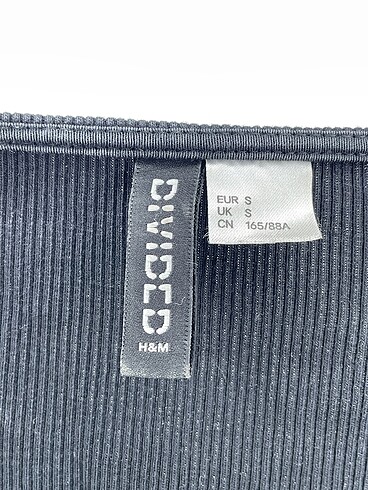 DIVIDED
H&M
EUR S
UK S
CN 165/88A